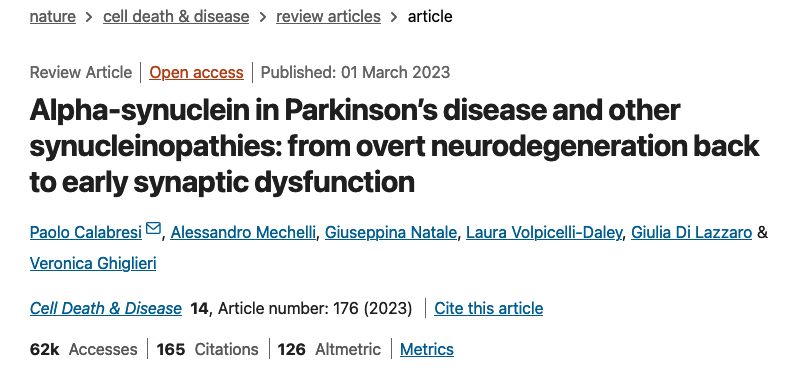 nature > cell death & disease > review articles > article
Review Article | Open access | Published: 01 March 2023
Alpha-synuclein in Parkinson’s disease and other
synucleinopathies: from overt neurodegeneration back
to early synaptic dysfunction
Paolo Calabresi, Alessandro Mechelli, Giuseppina Natale, Laura Volpicelli-Daley, Giulia Di Lazzaro &
Veronica Ghiglieri
Cell Death & Disease 14, Article number: 176 (2023) | Cite this article
62k Accesses | 165 Citations | 126 Altmetric | Metrics